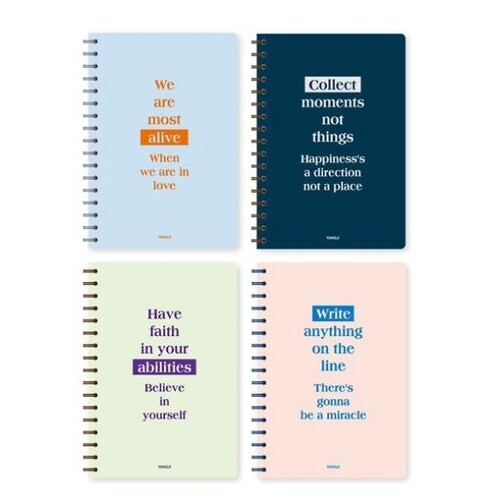 We
are
most
alive
When
we are in
love
YANOLJA
Collect
moments
not
things
Happiness's
a direction
not a place
Have
faith
in your
abilities
Believe
in
yourself
Write
anything
on the
line
There's
gonna
be a miracle